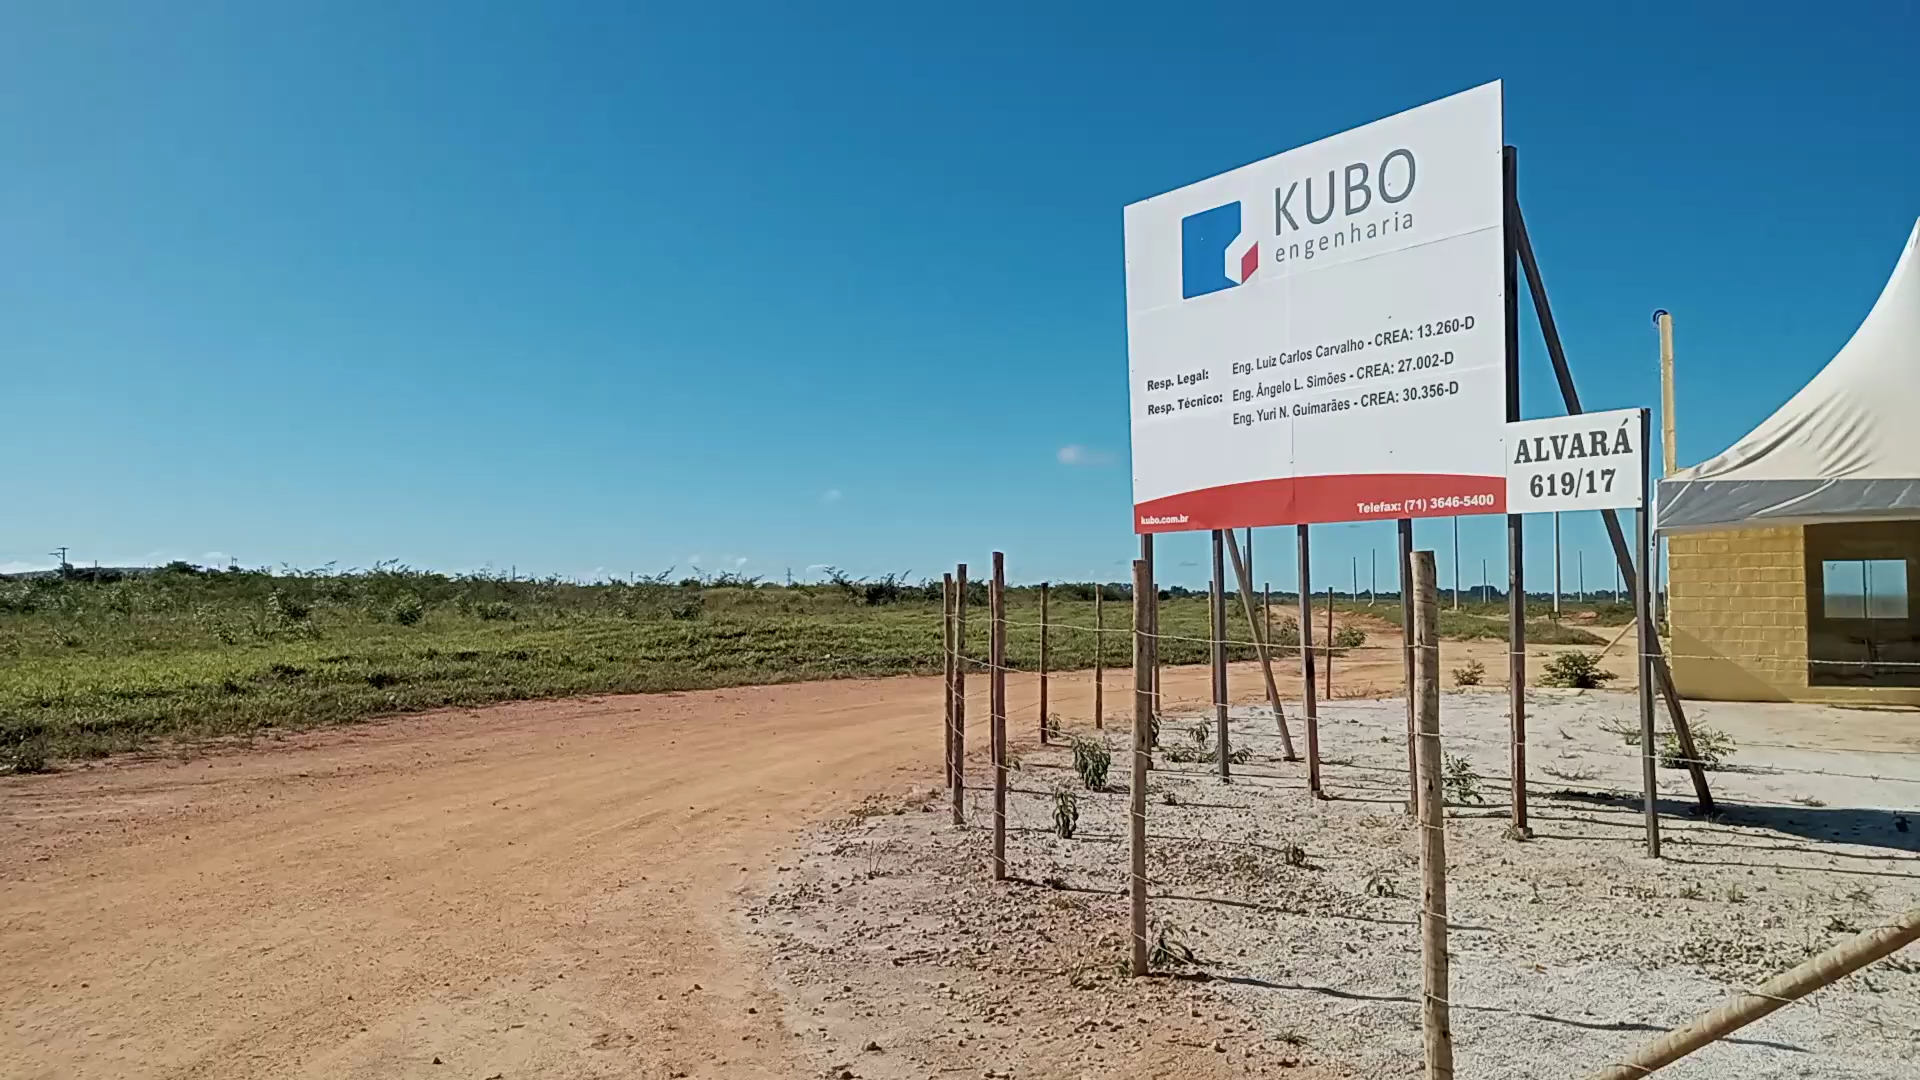 KUBO
engenharia
Resp. Legal: Eng. Luiz Carlos Carvalho - CREA: 13.260-D
Resp. Técnico: Eng. Ângelo L. Simões - CREA: 27.002-D
Eng. Yuri N. Guimarães - CREA: 30.356-D
kubo.com.br Telefax: (71) 3646-5400
ALVARÁ
619/17